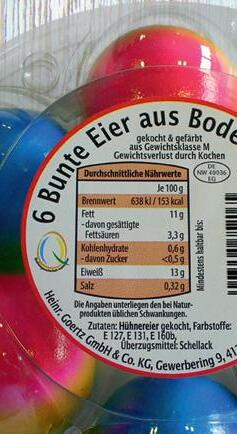 6 Bunte Eier aus Bode
gekocht & gefärbt
aus Gewichtsklasse M
Gewichtsverlust durch Kochen
DE
NW 48036
EG
Durchschnittliche Nährwerte
Je 100 g
Brennwert 638 kJ / 153 kcal
Fett 11 g
- davon gesättigte
Fettsäuren 3,3 g
Kohlenhydrate 0,6 g
- davon Zucker <0,5 g
Eiweiß 13 g
Salz 0,32 g
Mindestens haltbar bis:
Die Angaben unterliegen den bei Natur-
produkten üblichen Schwankungen.
Zutaten: Hühnereier gekocht, Farbstoffe:
E 127, E 131, E 160b,
Überzugsmittel: Schellack
Heinr. Goertz GmbH & Co. KG, Gewerbering 9, 41